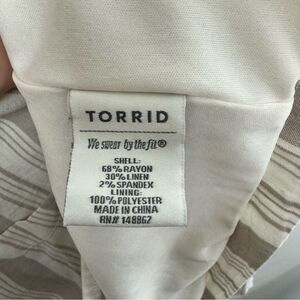 TORRID
We swear by the fit®
SHELL:
68% RAYON
30% LINEN
2% SPANDEX
LINING:
100% POLYESTER
MADE IN CHINA
RN# 148862